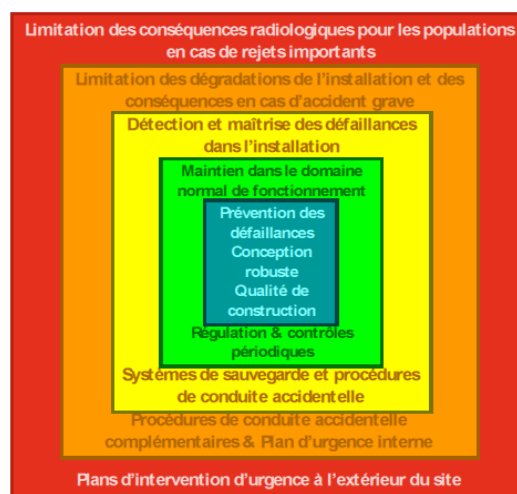 Limitation des conséquences radiologiques pour les populations
en cas de rejets importants
Limitation des dégradations de l'installation et des
conséquences en cas d'accident grave
Détection et maîtrise des défaillances
dans l'installation
Maintien dans le domaine
normal de fonctionnement
Prévention des
défaillances
Conception
robuste
Qualité de
construction
Régulation & contrôles
périodiques
Systèmes de sauvegarde et procédures
de conduite accidentelle
Procédures de conduite accidentelle
complémentaires & Plan d'urgence interne
Plans d'intervention d'urgence à l'extérieur du site